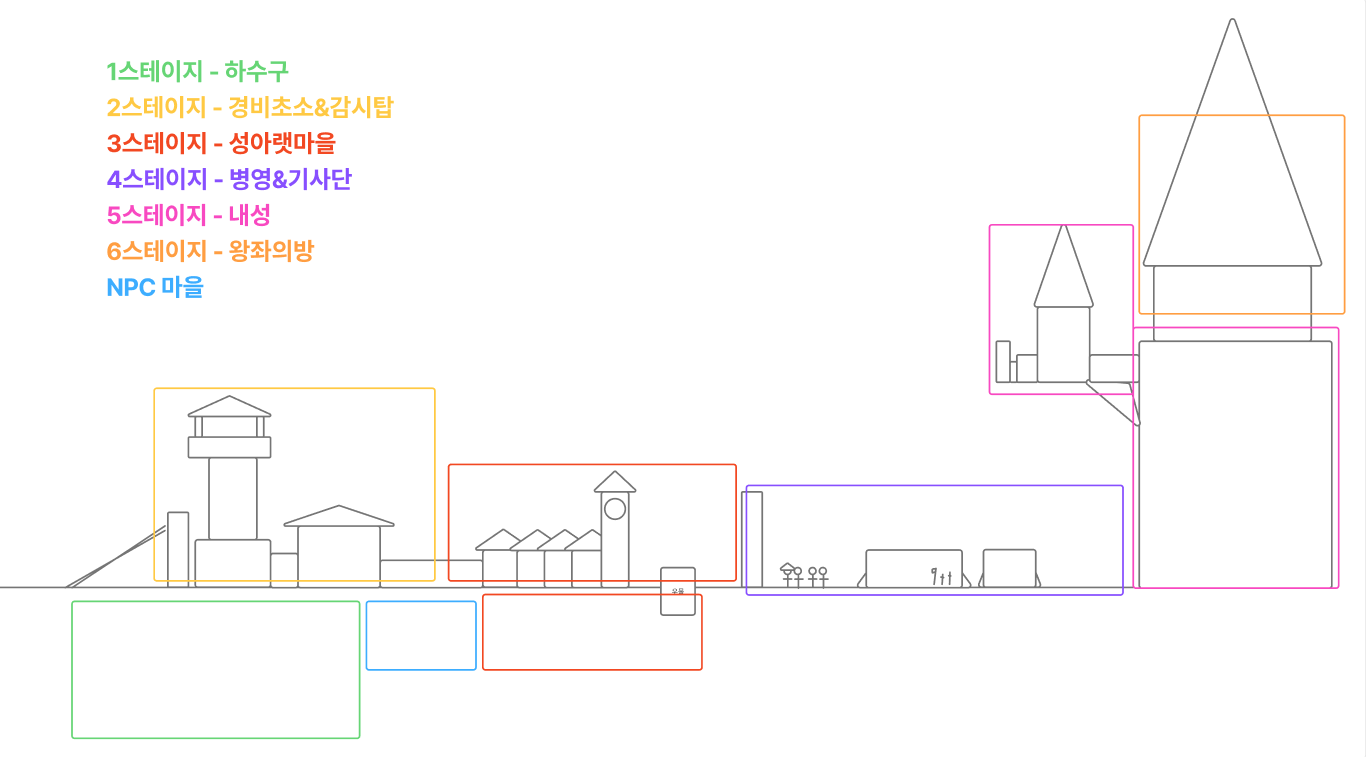 1스테이지 - 하수구
2스테이지 - 경비초소&감시탑
3스테이지 - 성아랫마을
4스테이지 - 병영&기사단
5스테이지 - 내성
6스테이지 - 왕좌의방
NPC 마을
우물